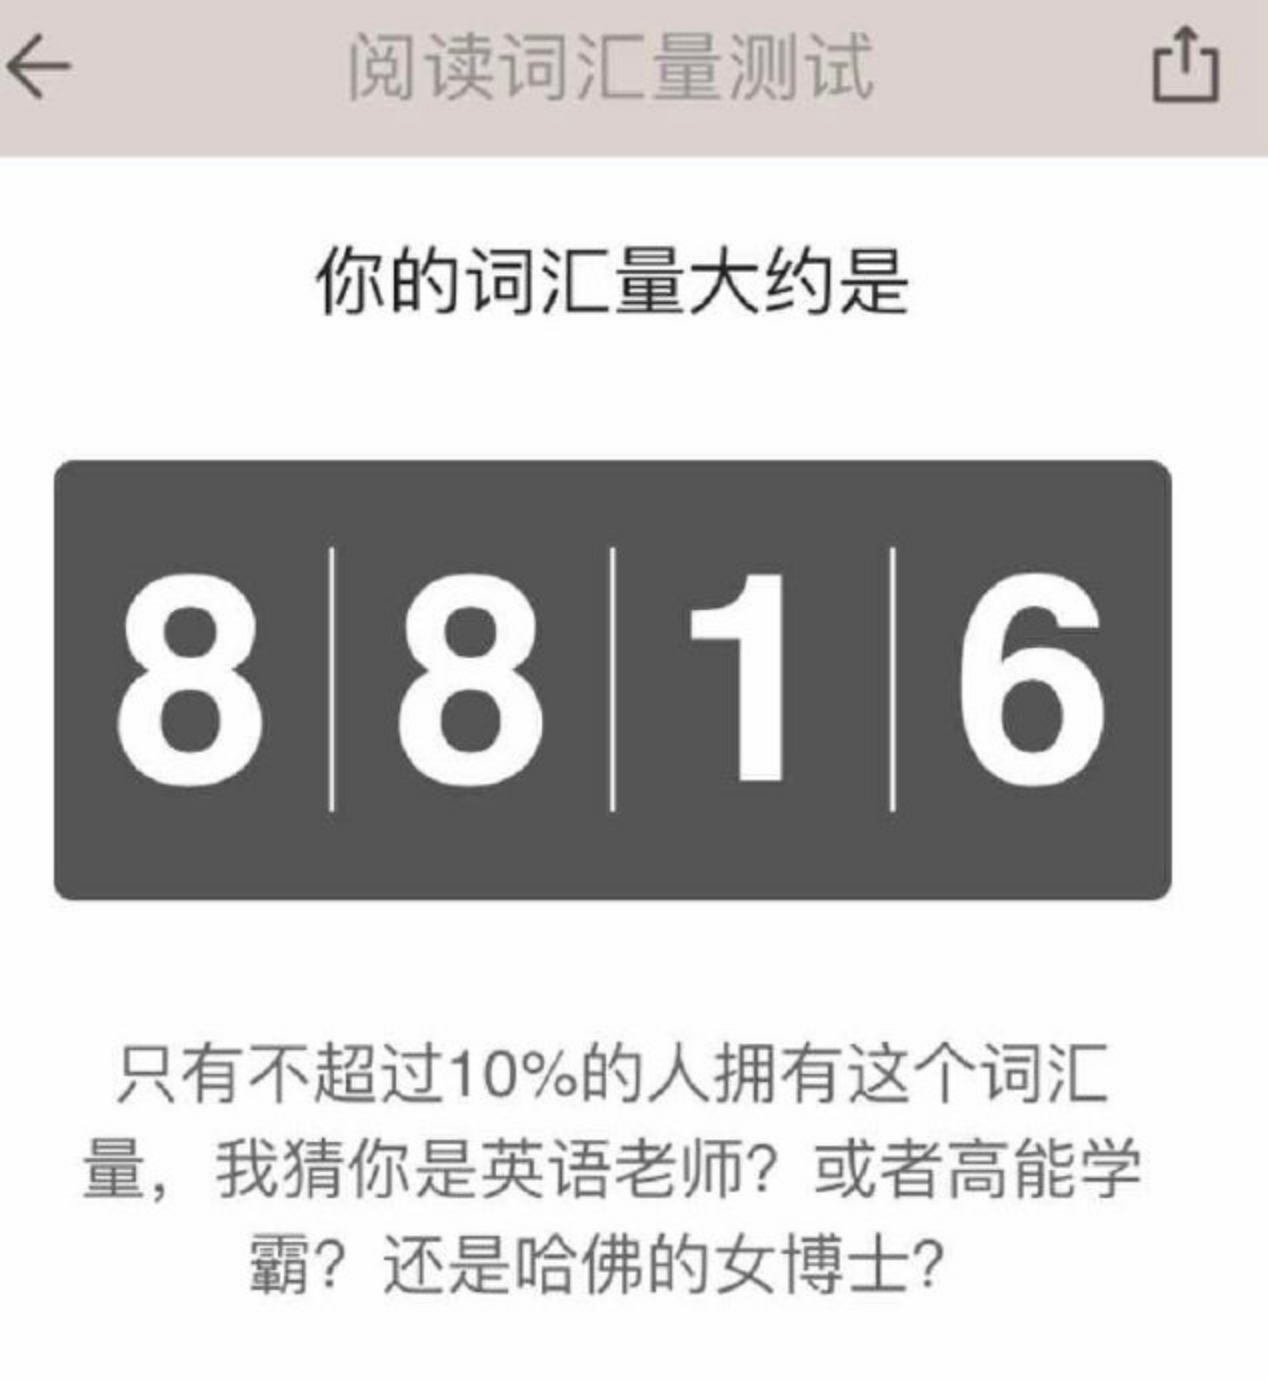 阅读词汇量测试
你的词汇量大约是
8816
只有不超过10%的人拥有这个词汇
量，我猜你是英语老师？或者高能学
霸？还是哈佛的女博士？